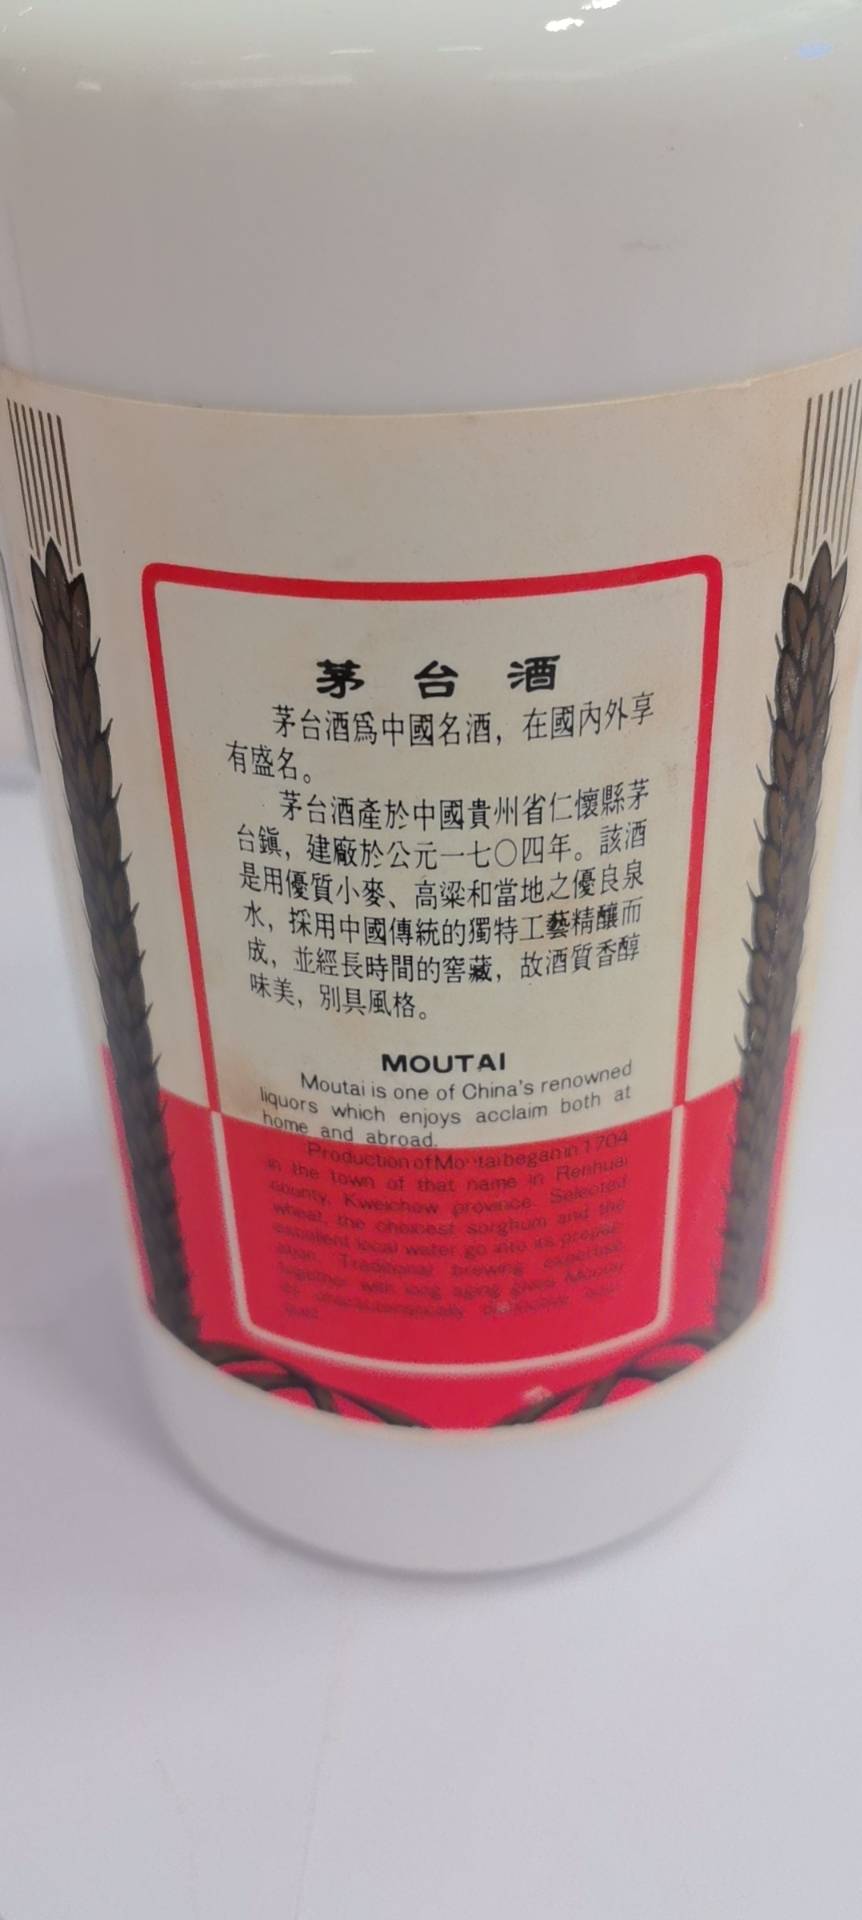 茅台酒
茅台酒爲中國名酒，在國內外享
有盛名。
茅台酒產於中國貴州省仁懷縣茅
台鎮，建廠於公元一七〇四年。該酒
是用優質小麥、高粱和當地之優良泉
水，採用中國傳統的獨特工藝精釀而
成，並經長時間的窖藏，故酒質香醇
味美，別具風格。
MOUTAI
Moutai is one of China's renowned
liquors which enjoys acclaim both at
home and abroad.
Production of Moutai began in 1704
in the town of that name in Renhuai
county, Kweichow province. Selected
wheat, the choicest sorghum and the
excellent local water go into its prepar-
ation. Traditional brewing expertise
together with long aging gives Moutai